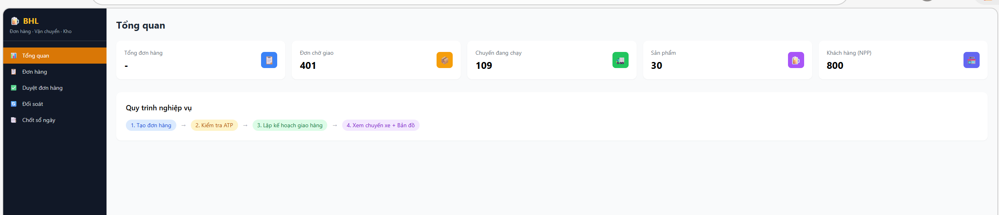 BHL
Đơn hàng · Vận chuyển · Kho
Tổng quan
Đơn hàng
Duyệt đơn hàng
Đối soát
Chốt sổ ngày
Tổng quan
Tổng đơn hàng
-
Đơn chờ giao
401
Chuyến đang chạy
109
Sản phẩm
30
Khách hàng (NPP)
800
Quy trình nghiệp vụ
1. Tạo đơn hàng → 2. Kiểm tra ATP → 3. Lập kế hoạch giao hàng → 4. Xem chuyến xe + Bản đồ